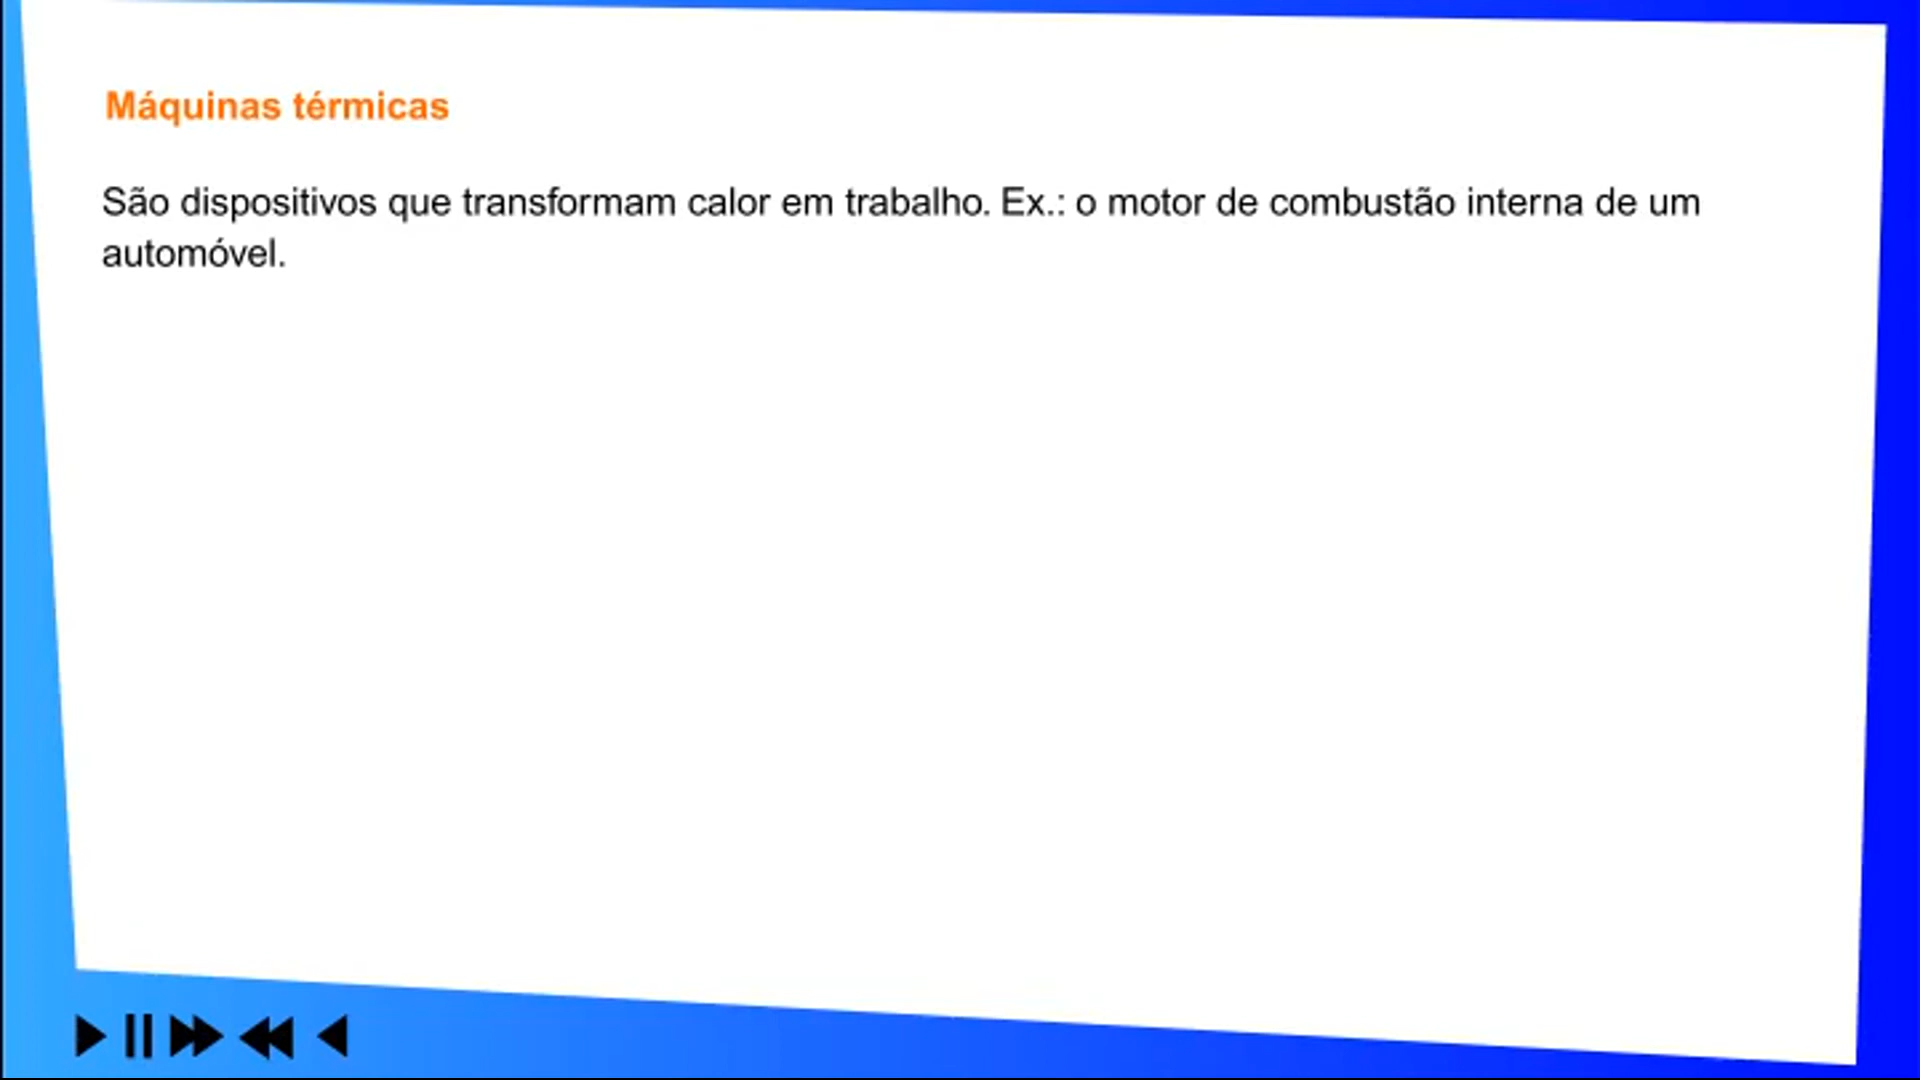 Máquinas térmicas
São dispositivos que transformam calor em trabalho. Ex.: o motor de combustão interna de um
automóvel.